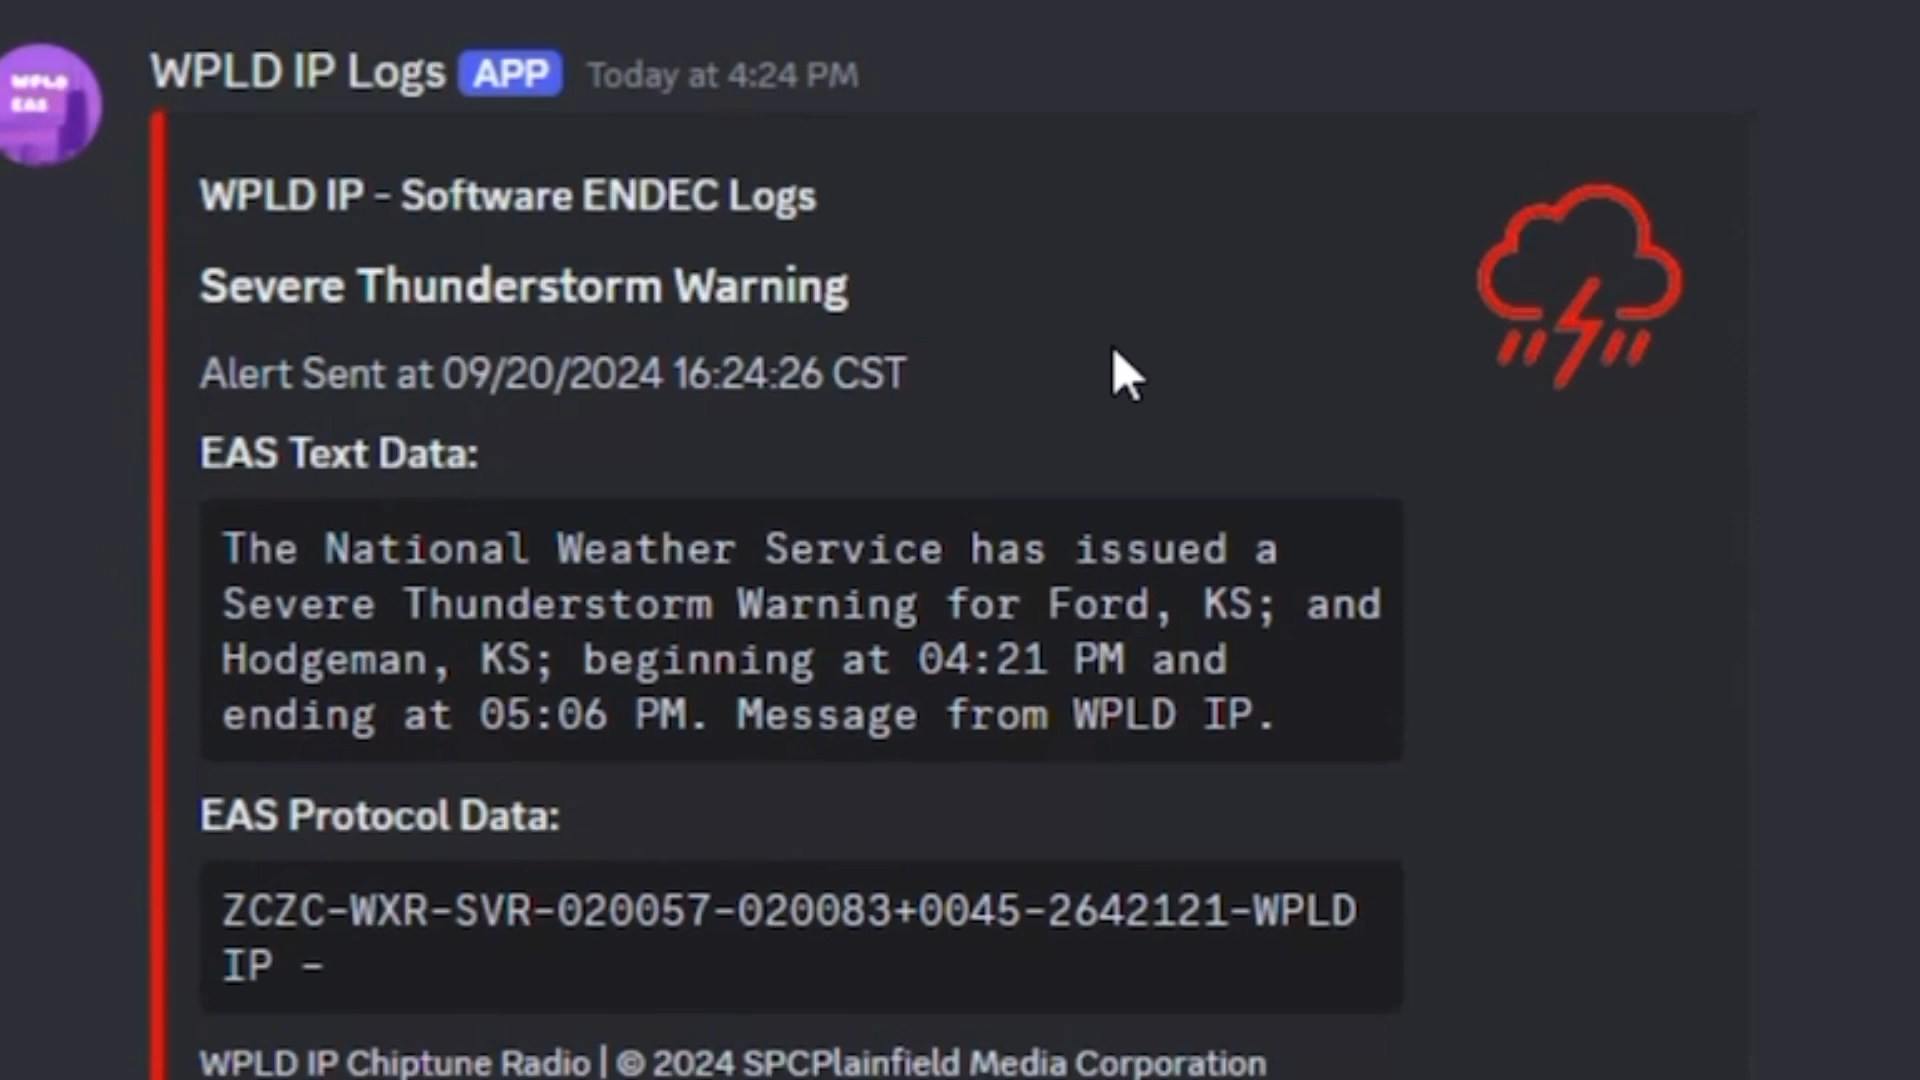 WPLD
EAS
WPLD IP Logs APP Today at 4:24 PM
WPLD IP - Software ENDEC Logs
Severe Thunderstorm Warning
Alert Sent at 09/20/2024 16:24:26 CST
EAS Text Data:
The National Weather Service has issued a
Severe Thunderstorm Warning for Ford, KS; and
Hodgeman, KS; beginning at 04:21 PM and
ending at 05:06 PM. Message from WPLD IP.
EAS Protocol Data:
ZCZC-WXR-SVR-020057-020083+0045-2642121-WPLD
IP -
WPLD IP Chiptune Radio | © 2024 SPCPlainfield Media Corporation